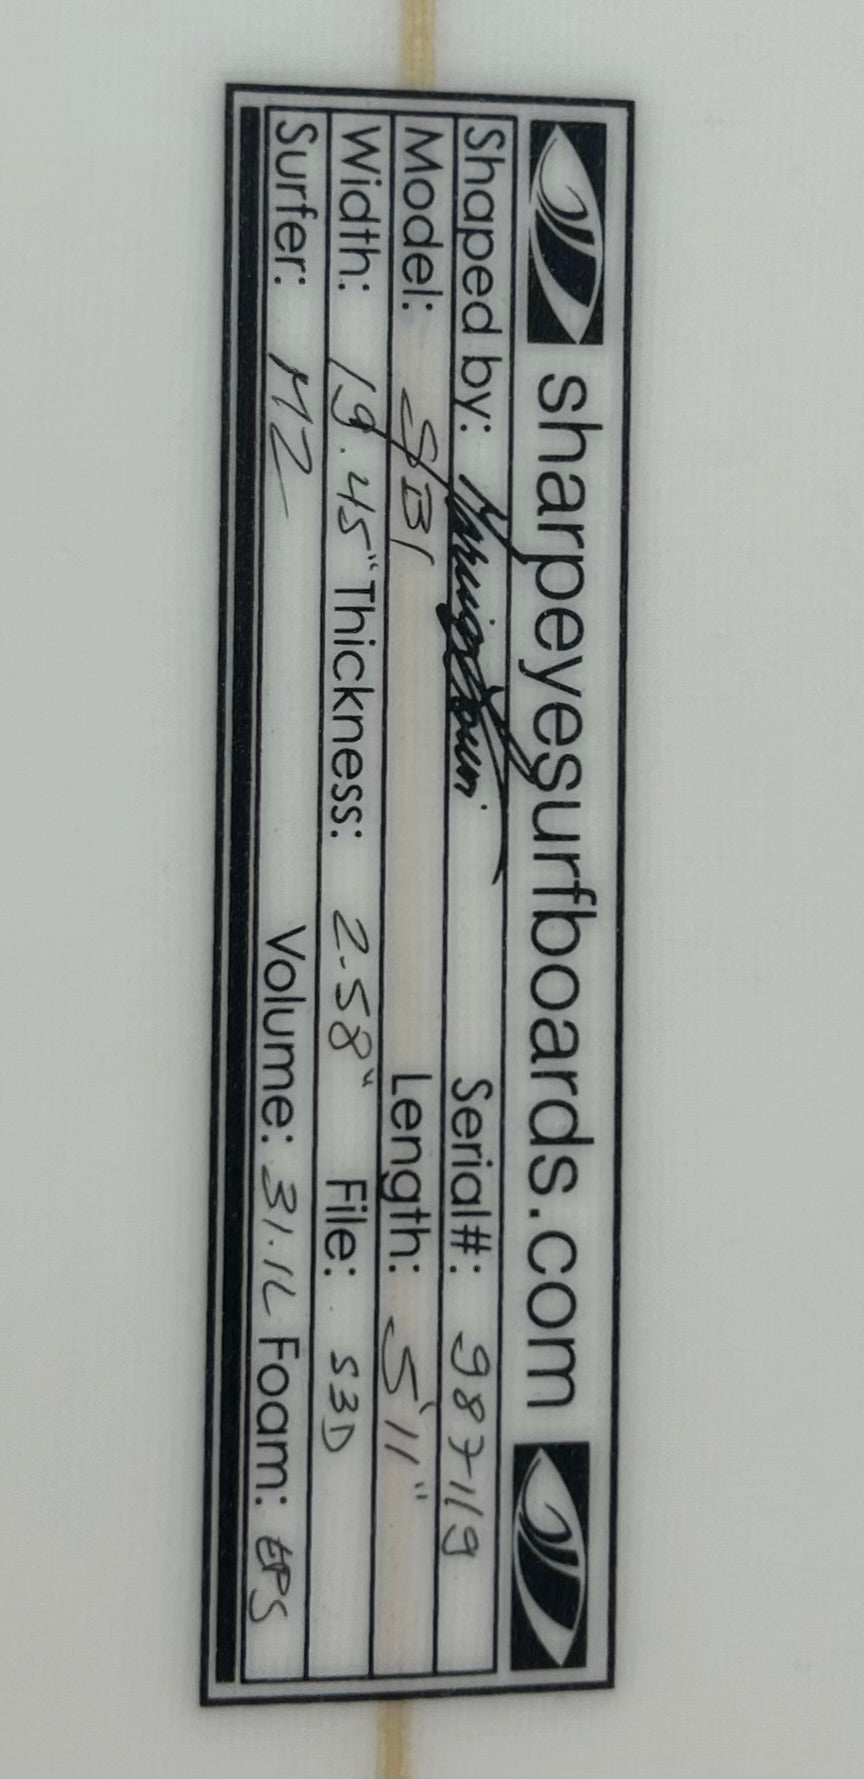 sharpeyesurfboards.com
Shaped by: Serial#: 987119
Model: SB1 Length: 5'11"
Width: 19.45" Thickness: 2.58" File: S3D
Surfer: MZ Volume: 31.1L Foam: EPS